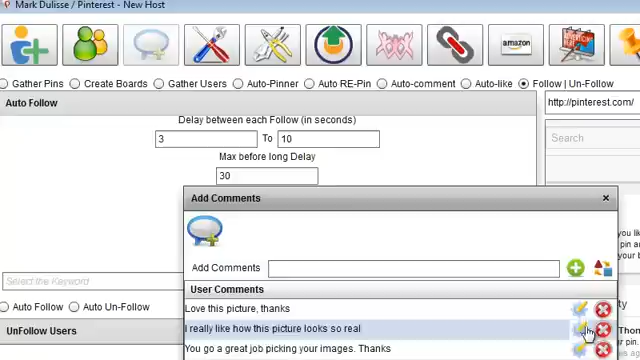 Mark Dulisse / Pinterest - New Host
amazon
Gather Pins Create Boards Gather Users Auto-Pinner Auto RE-Pin Auto-comment Auto-like Follow | Un-Follow
Auto Follow
http://pinterest.com/
Delay between each Follow (in seconds)
3 To 10
Search
Max before long Delay
30
Add Comments
Add Comments
Select the Keyword
User Comments
Auto Follow Auto Un-Follow
Love this picture, thanks
UnFollow Users
I really like how this picture looks so real
You go a great job picking your images. Thanks